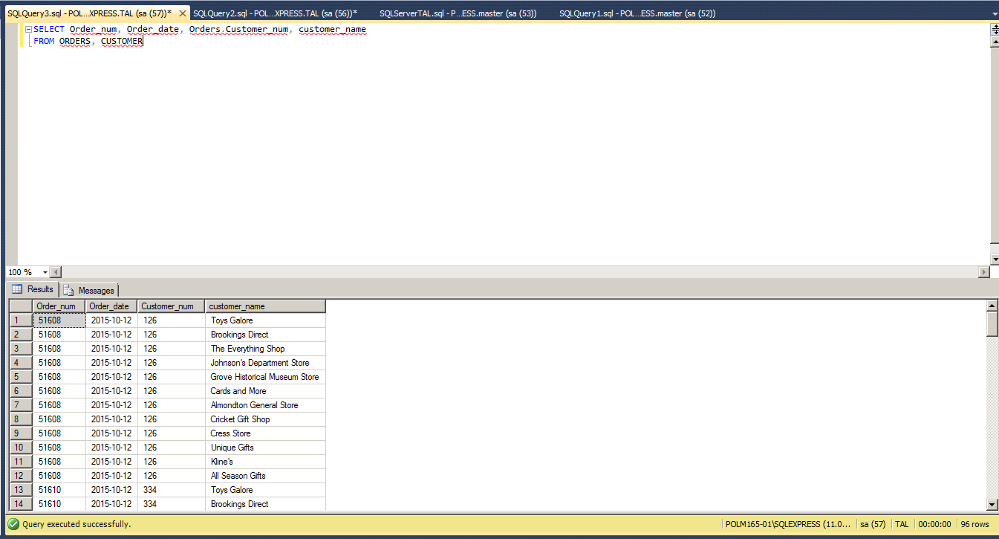 SQLQuery3.sql - POL...XPRESS.TAL (sa (57))* SQLQuery2.sql - POL...XPRESS.TAL (sa (56))* SQLServerTAL.sql - P...ESS.master (sa (53)) SQLQuery1.sql - POL...ESS.master (sa (52))
SELECT Order_num, Order_date, Orders.Customer_num, customer_name
FROM ORDERS, CUSTOMER
100 %
Results Messages
Order_num Order_date Customer_num customer_name
1 51608 2015-10-12 126 Toys Galore
2 51608 2015-10-12 126 Brookings Direct
3 51608 2015-10-12 126 The Everything Shop
4 51608 2015-10-12 126 Johnson's Department Store
5 51608 2015-10-12 126 Grove Historical Museum Store
6 51608 2015-10-12 126 Cards and More
7 51608 2015-10-12 126 Almondton General Store
8 51608 2015-10-12 126 Cricket Gift Shop
9 51608 2015-10-12 126 Cress Store
10 51608 2015-10-12 126 Unique Gifts
11 51608 2015-10-12 126 Kline's
12 51608 2015-10-12 126 All Season Gifts
13 51610 2015-10-12 334 Toys Galore
14 51610 2015-10-12 334 Brookings Direct
Query executed successfully. POLM165-01\SQLEXPRESS (11.0... sa (57) TAL 00:00:00 96 rows